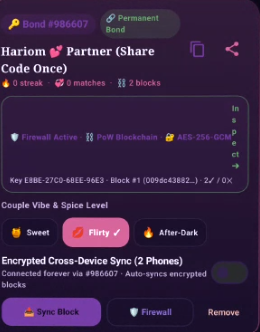 🔑 Bond #986607
🔗 Permanent
Bond
Hariom 💕 Partner (Share
Code Once)
🔥 0 streak · 💞 0 matches · ⛓️ 2 blocks
🛡️ Firewall Active · ⛓️ PoW Blockchain · 🔐 AES-256-GCM
Inspect →
Key E8BE-27C0-68EE-96E3 · Block #1 (009dc43882…) · 2✓ / 0✕
Couple Vibe & Spice Level
🍯 Sweet
💋 Flirty ✓
🔥 After-Dark
Encrypted Cross-Device Sync (2 Phones)
Connected forever via #986607 · Auto-syncs encrypted
blocks
📥 Sync Block
🛡️ Firewall
Remove